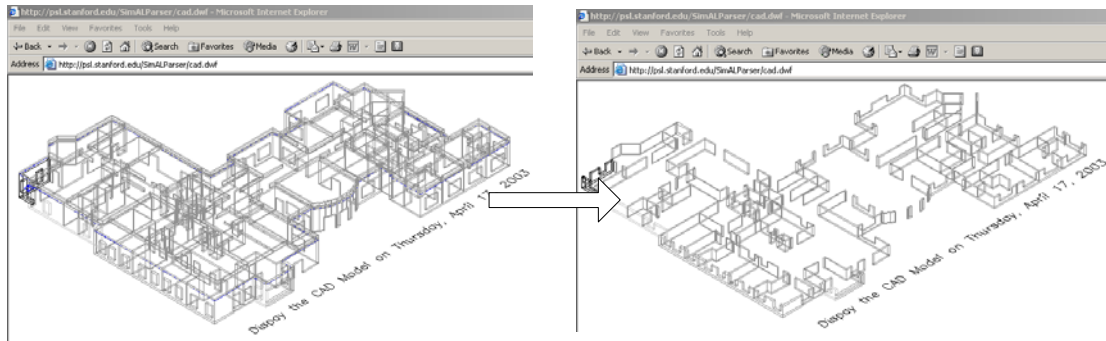 http://psl.stanford.edu/SimALParser/cad.dwf - Microsoft Internet Explorer
File Edit View Favorites Tools Help
Back Search Favorites Media
Address http://psl.stanford.edu/SimALParser/cad.dwf
Dispay the CAD Model on Thursday, April 17, 2003
http://psl.stanford.edu/SimALParser/cad.dwf - Microsoft Internet Explorer
File Edit View Favorites Tools Help
Back Search Favorites Media
Address http://psl.stanford.edu/SimALParser/cad.dwf
Dispay the CAD Model on Thursday, April 17, 2003